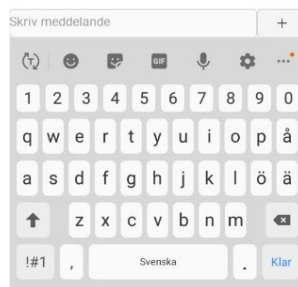 Skriv meddelande +
T GIF
1 2 3 4 5 6 7 8 9 0
q w e r t y u i o p å
a s d f g h j k l ö ä
z x c v b n m
!#1 , Svenska . Klar